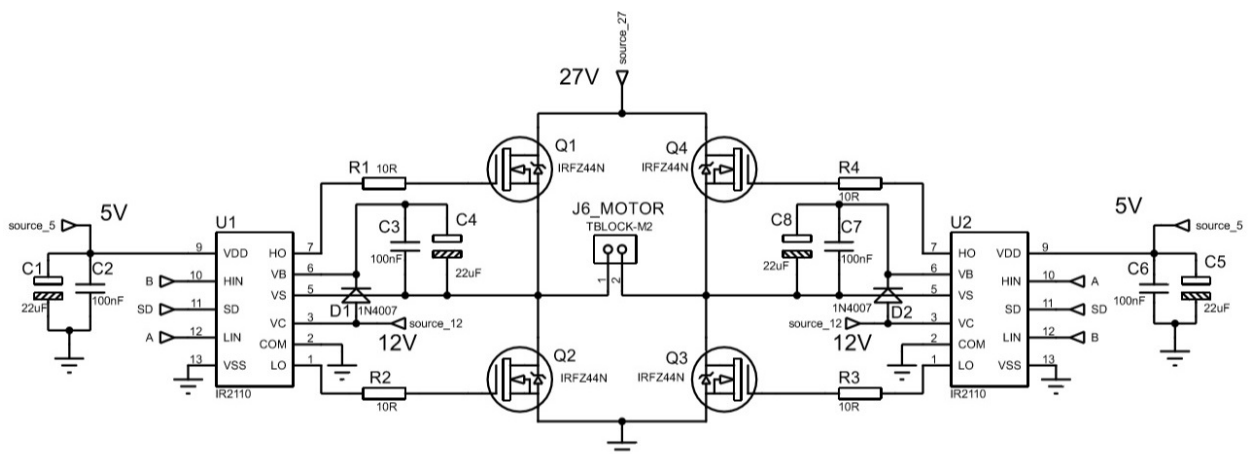 source_27
27V
Q1
IRFZ44N
Q4
IRFZ44N
R1 10R
R4
10R
J6_MOTOR
TBLOCK-M2
1
2
5V
source_5
C1
22uF
C2
100nF
B
SD
A
U1
9 VDD HO 7
10 HIN VB 6
11 SD VS 5
12 LIN VC 3
13 VSS COM 2
LO 1
IR2110
C3
100nF
C4
22uF
D1
1N4007
source_12
12V
R2
10R
Q2
IRFZ44N
Q3
IRFZ44N
R3
10R
C8
22uF
C7
100nF
1N4007
D2
source_12
12V
U2
7 HO VDD 9
6 VB HIN 10
5 VS SD 11
3 VC LIN 12
2 COM VSS 13
1 LO
IR2110
A
SD
B
5V
source_5
C6
100nF
C5
22uF